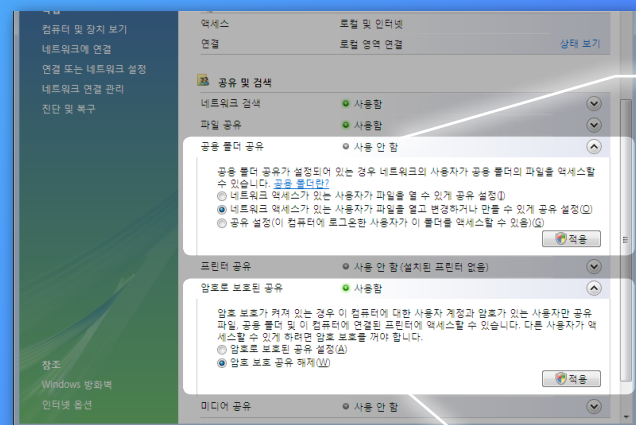 컴퓨터 및 장치 보기
네트워크에 연결
연결 또는 네트워크 설정
네트워크 연결 관리
진단 및 복구
액세스 로컬 및 인터넷
연결 로컬 영역 연결 상태 보기
공유 및 검색
네트워크 검색 사용함
파일 공유 사용함
공용 폴더 공유 사용 안 함
공용 폴더 공유가 설정되어 있는 경우 네트워크의 사용자가 공용 폴더의 파일을 액세스할
수 있습니다. 공용 폴더란?
네트워크 액세스가 있는 사용자가 파일을 열 수 있게 공유 설정(I)
네트워크 액세스가 있는 사용자가 파일을 열고 변경하거나 만들 수 있게 공유 설정(O)
공유 설정(이 컴퓨터에 로그온한 사용자가 이 폴더를 액세스할 수 있음)(G)
적용
프린터 공유 사용 안 함(설치된 프린터 없음)
암호로 보호된 공유 사용함
암호 보호가 켜져 있는 경우 이 컴퓨터에 대한 사용자 계정과 암호가 있는 사용자만 공유
파일, 공용 폴더 및 이 컴퓨터에 연결된 프린터에 액세스할 수 있습니다. 다른 사용자가 액
세스할 수 있게 하려면 암호 보호를 꺼야 합니다.
암호로 보호된 공유 설정(A)
암호 보호 공유 해제(W)
적용
미디어 공유 사용 안 함
참조
Windows 방화벽
인터넷 옵션